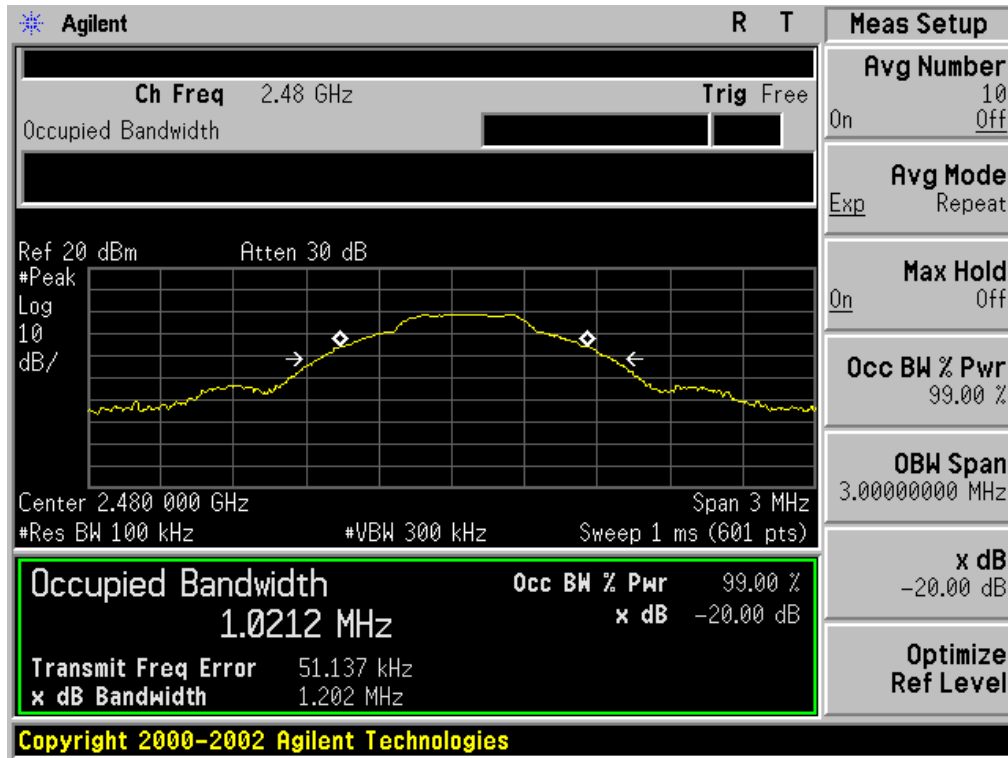 Agilent R T
Ch Freq 2.48 GHz Trig Free
Occupied Bandwidth
Ref 20 dBm Atten 30 dB
#Peak
Log
10
dB/
Center 2.480 000 GHz Span 3 MHz
#Res BW 100 kHz #VBW 300 kHz Sweep 1 ms (601 pts)
Occupied Bandwidth Occ BW % Pwr 99.00 %
1.0212 MHz x dB -20.00 dB
Transmit Freq Error 51.137 kHz
x dB Bandwidth 1.202 MHz
Copyright 2000-2002 Agilent Technologies
Meas Setup
Avg Number
10
On Off
Avg Mode
Exp Repeat
Max Hold
On Off
Occ BW % Pwr
99.00 %
OBW Span
3.00000000 MHz
x dB
-20.00 dB
Optimize
Ref Level